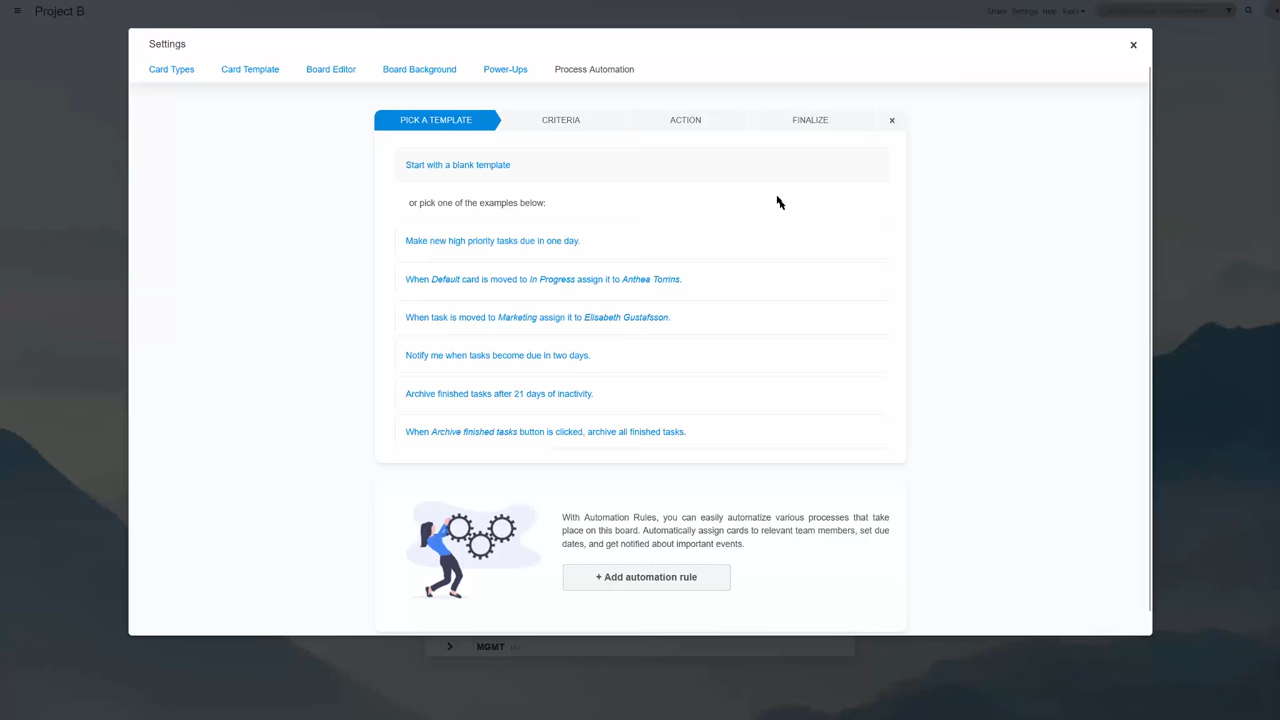 Project B
Share Settings Help Tools
Settings
Card Types Card Template Board Editor Board Background Power-Ups Process Automation
PICK A TEMPLATE CRITERIA ACTION FINALIZE
Start with a blank template
or pick one of the examples below:
Make new high priority tasks due in one day.
When Default card is moved to In Progress assign it to Anthea Torrins.
When task is moved to Marketing assign it to Elisabeth Gustafsson.
Notify me when tasks become due in two days.
Archive finished tasks after 21 days of inactivity.
When Archive finished tasks button is clicked, archive all finished tasks.
With Automation Rules, you can easily automatize various processes that take
place on this board. Automatically assign cards to relevant team members, set due
dates, and get notified about important events.
+ Add automation rule
MGMT